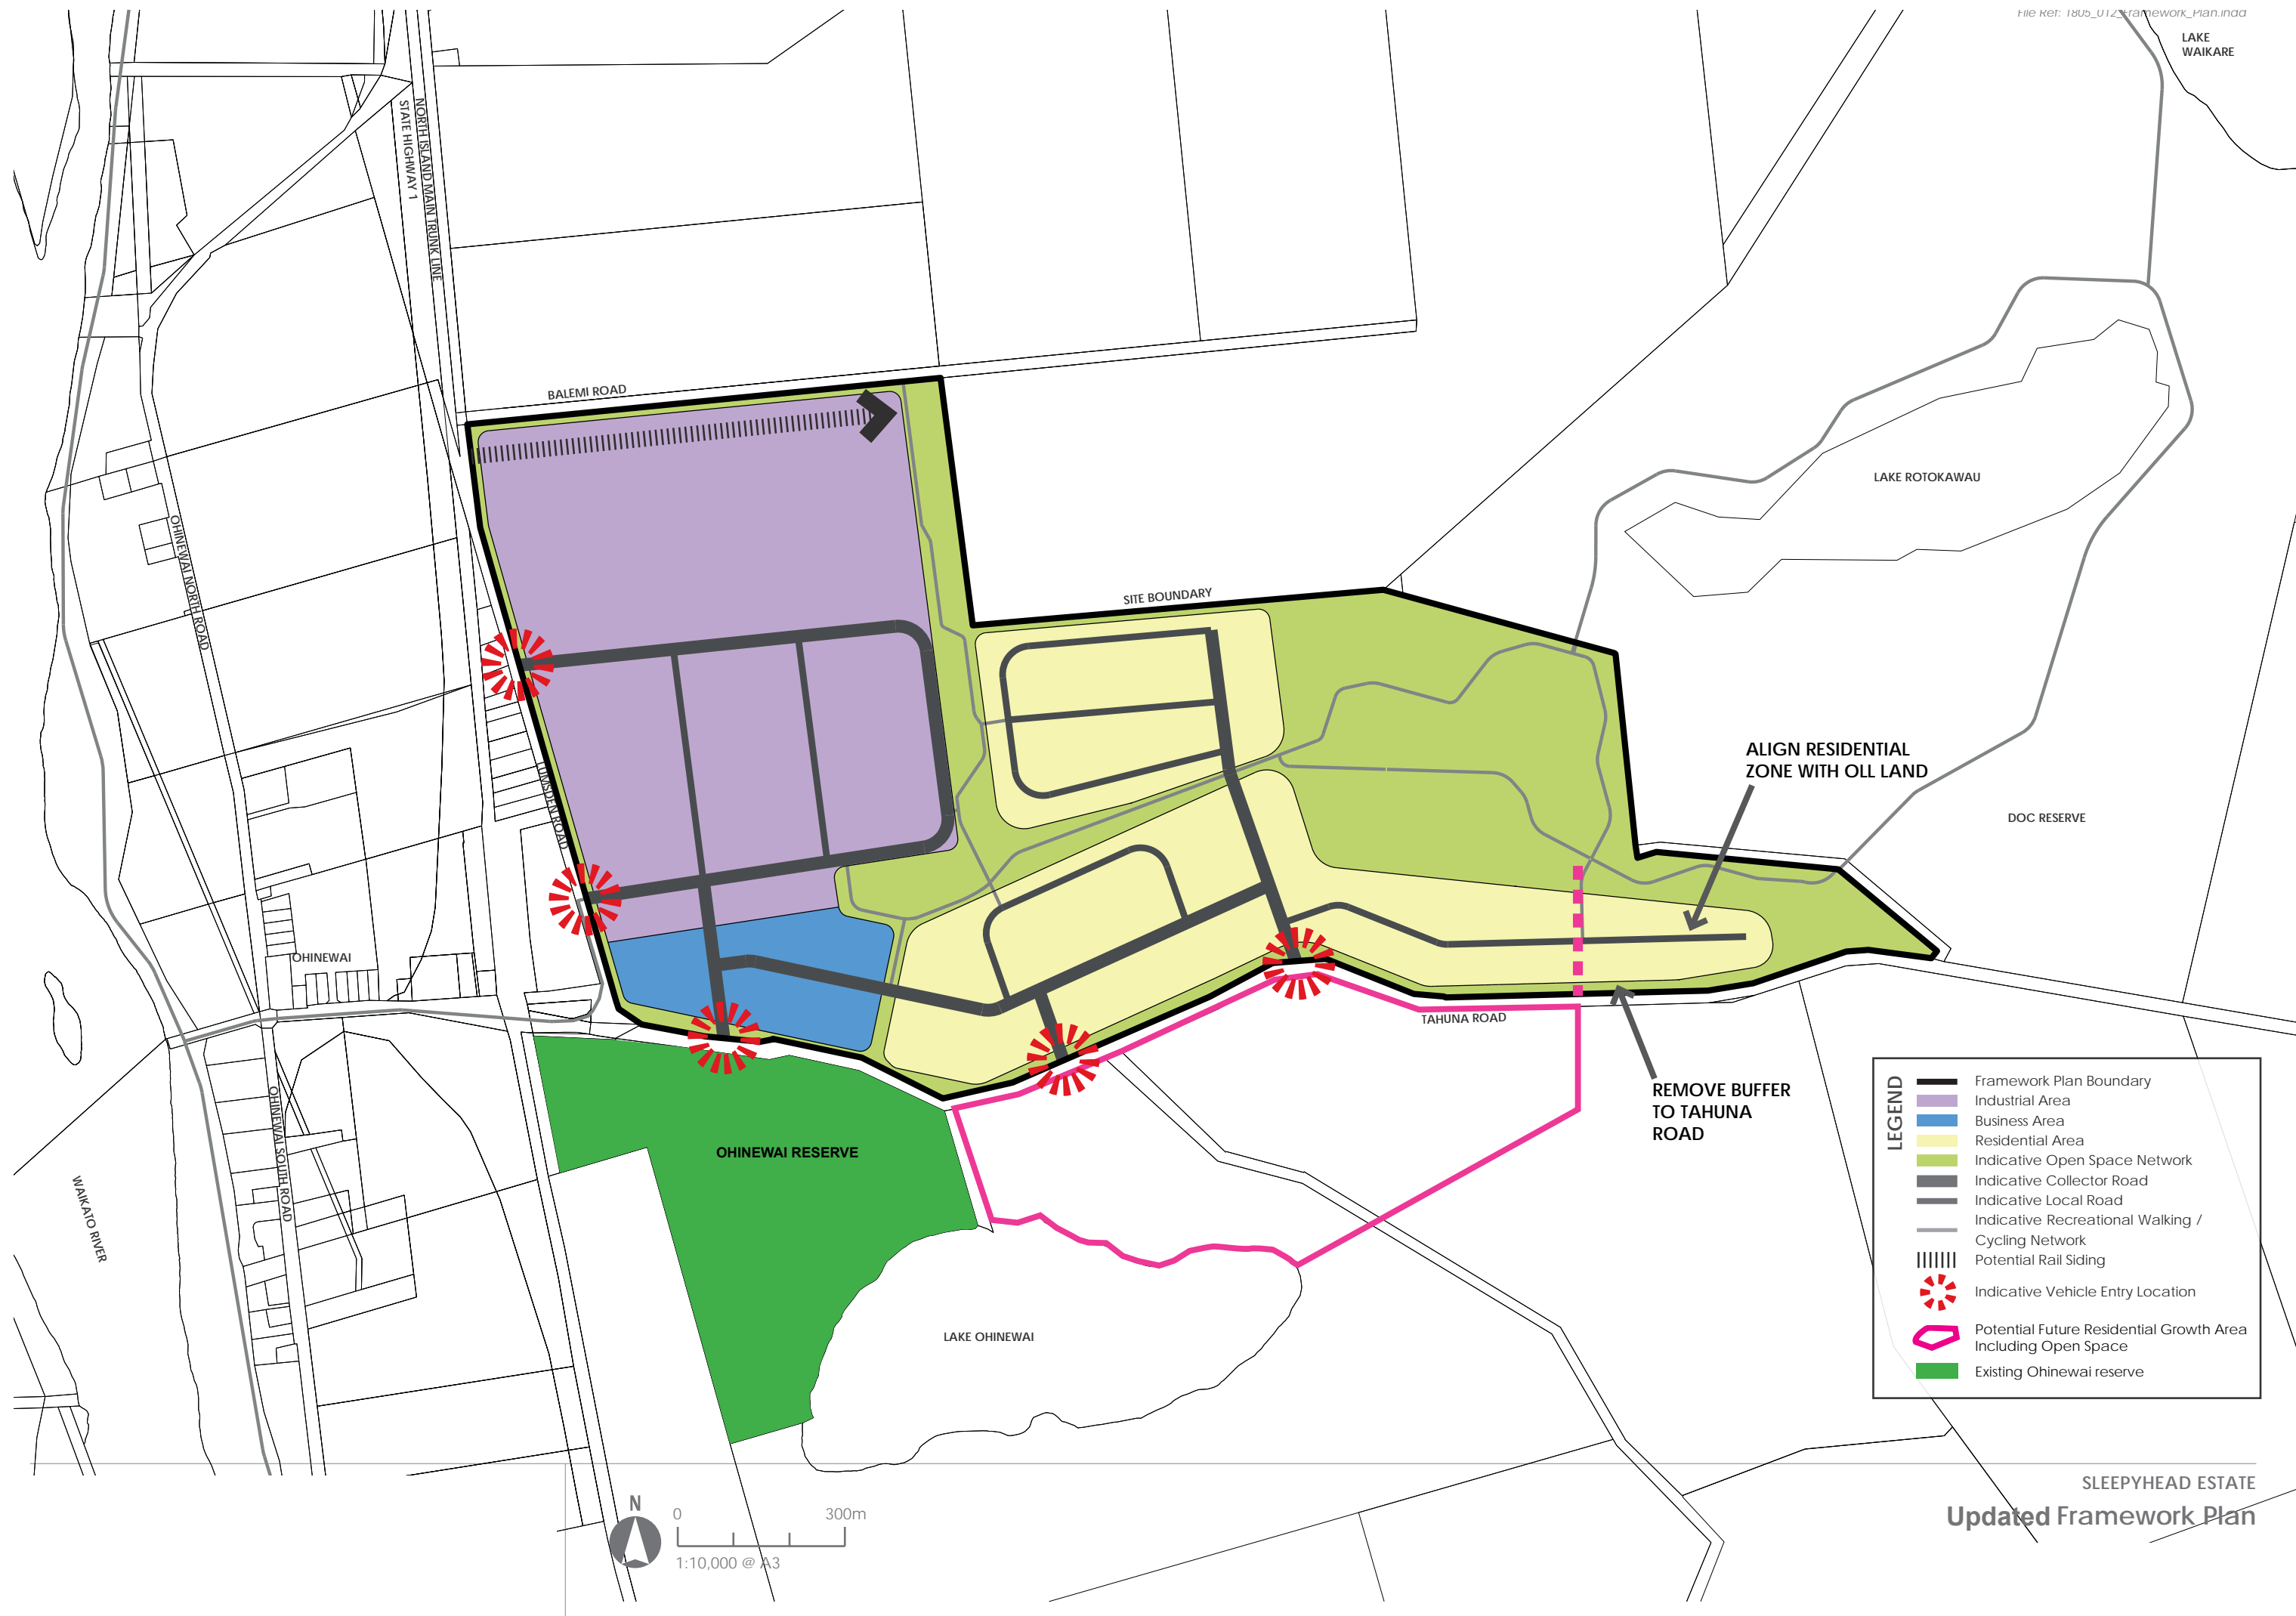 File Ref: 1805_012_Framework_Plan.indd
LAKE
WAIKARE
NORTH ISLAND MAIN TRUNK LINE
STATE HIGHWAY 1
BALEMI ROAD
LAKE ROTOKAWAU
OHINEWAI NORTH ROAD
SITE BOUNDARY
ALIGN RESIDENTIAL
ZONE WITH OLL LAND
LUMSDEN ROAD
DOC RESERVE
OHINEWAI
TAHUNA ROAD
REMOVE BUFFER
TO TAHUNA
ROAD
OHINEWAI RESERVE
OHINEWAI SOUTH ROAD
WAIKATO RIVER
LAKE OHINEWAI
LEGEND
Framework Plan Boundary
Industrial Area
Business Area
Residential Area
Indicative Open Space Network
Indicative Collector Road
Indicative Local Road
Indicative Recreational Walking /
Cycling Network
Potential Rail Siding
Indicative Vehicle Entry Location
Potential Future Residential Growth Area
Including Open Space
Existing Ohinewai reserve
N
0 300m
1:10,000 @ A3
SLEEPYHEAD ESTATE
Updated Framework Plan